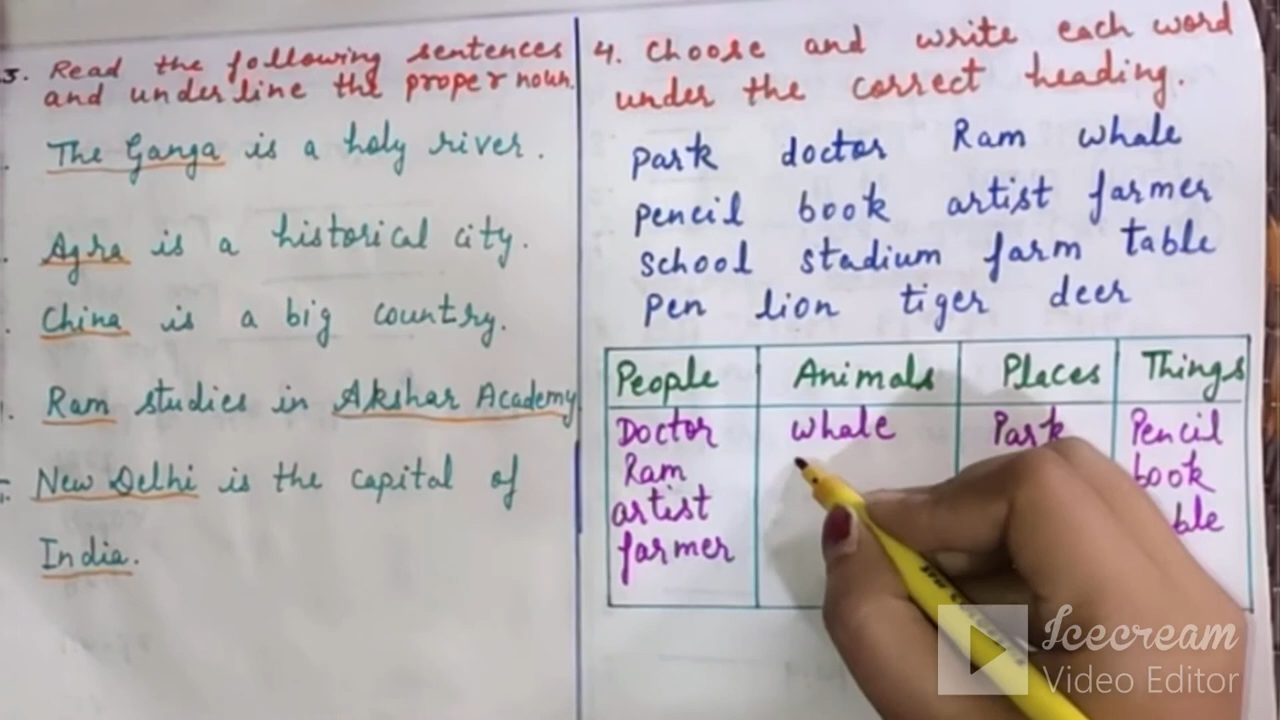 3. Read the following sentences
and underline the proper noun.
The Ganga is a holy river.
Agra is a historical city.
China is a big country.
Ram studies in Akshar Academy
New Delhi is the capital of
India.
4. Choose and write each word
under the correct heading.
park doctor Ram whale
pencil book artist farmer
school stadium farm table
pen lion tiger deer
People Animals Places Things
Doctor whale Park Pencil
Ram book
artist
farmer
Icecream
Video Editor